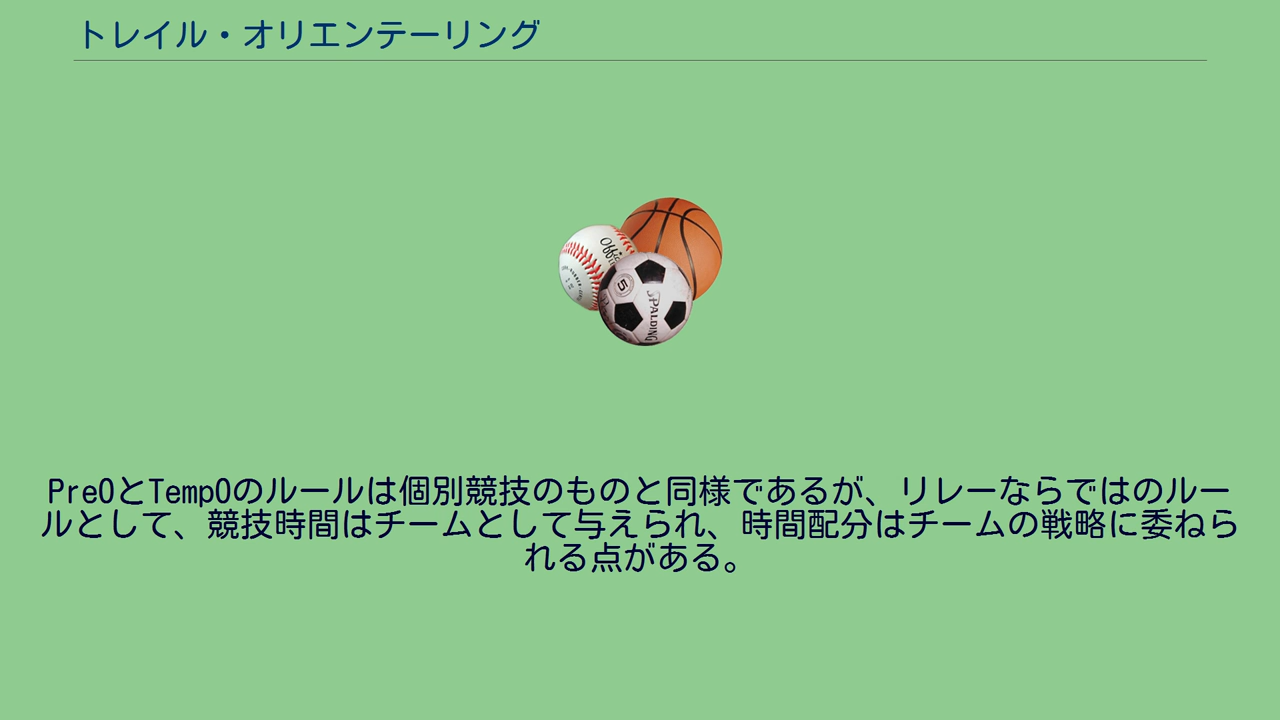 トレイル・オリエンテーリング
Offici
5
SPALDING
PreOとTempOのルールは個別競技のものと同様であるが、リレーならではのルー
ルとして、競技時間はチームとして与えられ、時間配分はチームの戦略に委ねら
れる点がある。